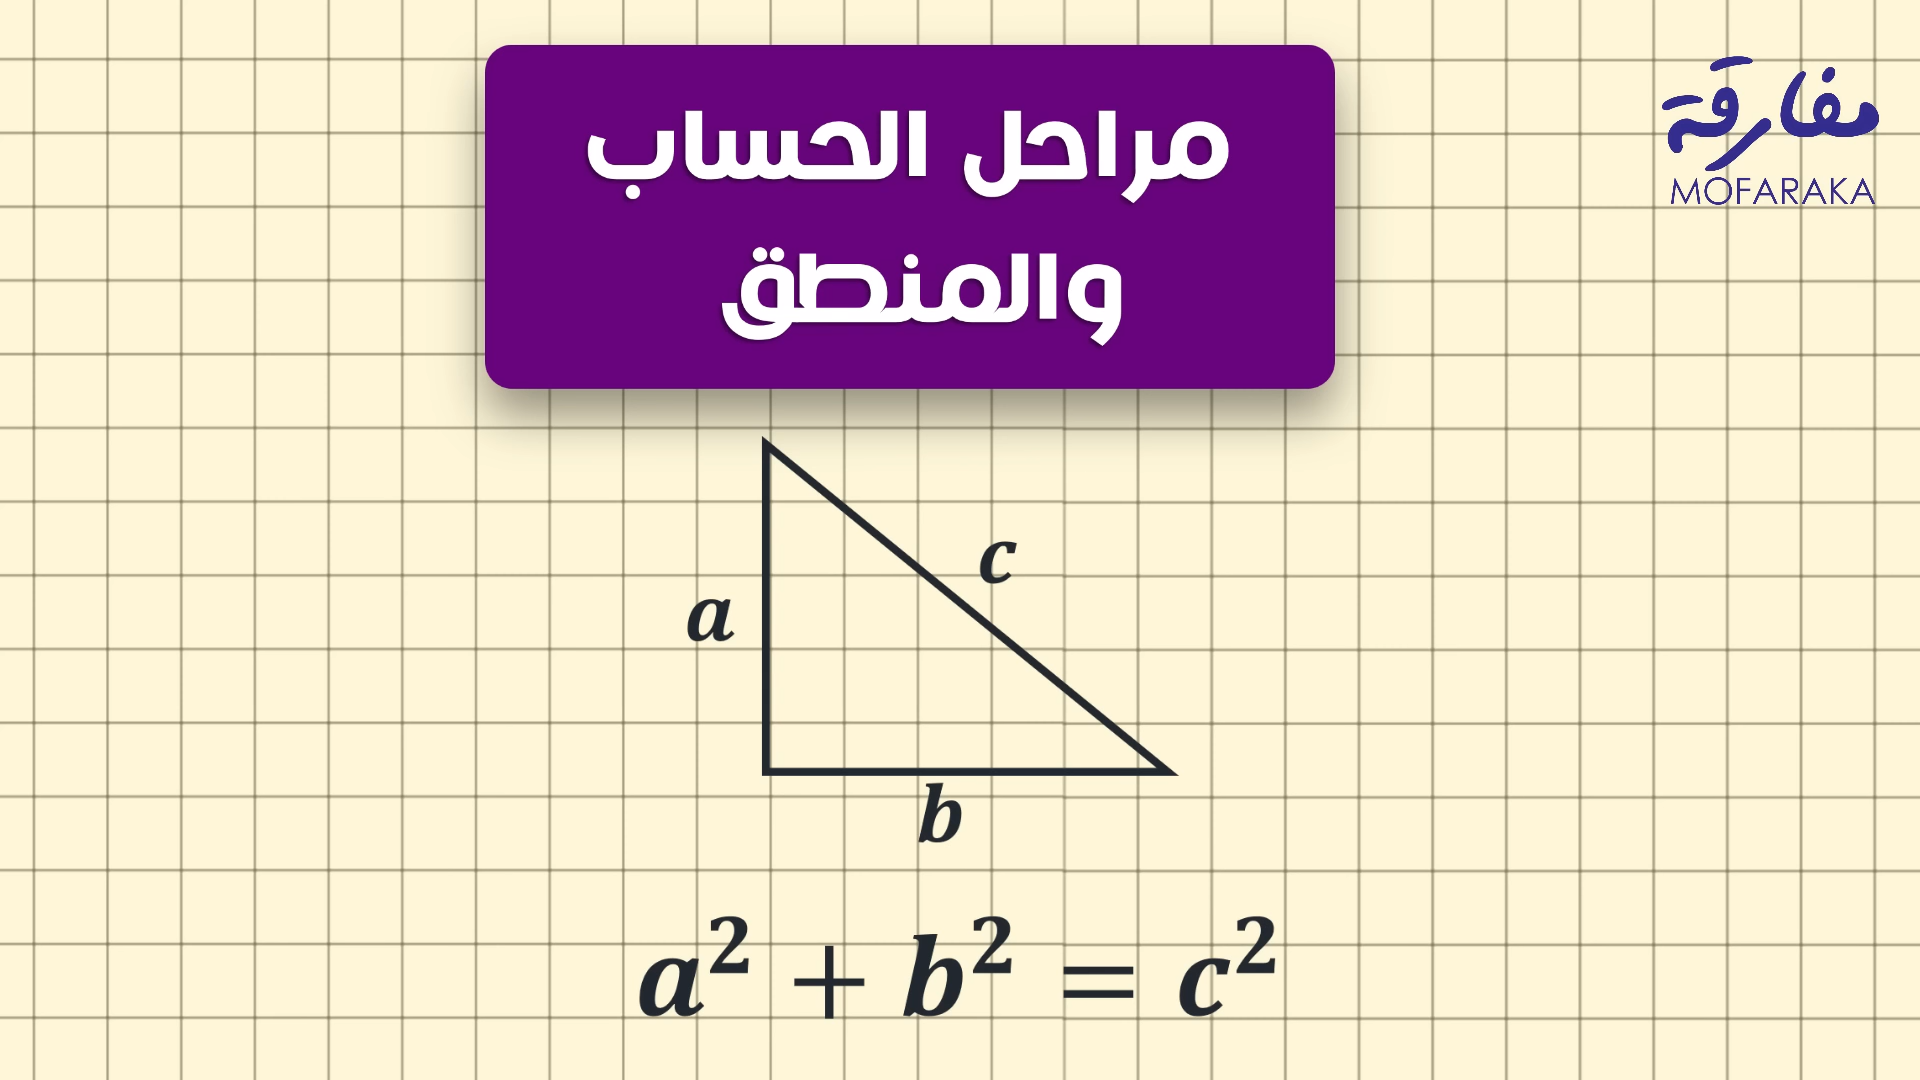 مراحل الحساب
والمنطق
مفارقة
MOFARAKA
c
a
b
a² + b² = c²